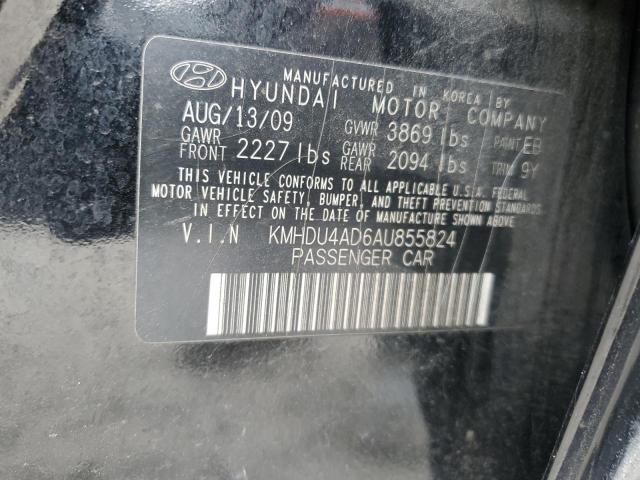 MANUFACTURED IN KOREA BY
HYUNDAI MOTOR COMPANY
AUG/13/09 GVWR 3869 lbs PAINT EB
GAWR FRONT 2227 lbs GAWR REAR 2094 lbs TRIM 9Y
THIS VEHICLE CONFORMS TO ALL APPLICABLE U.S.A. FEDERAL
MOTOR VEHICLE SAFETY, BUMPER, AND THEFT PREVENTION STANDARDS
IN EFFECT ON THE DATE OF MANUFACTURE SHOWN ABOVE
V.I.N KMHDU4AD6AU855824
PASSENGER CAR